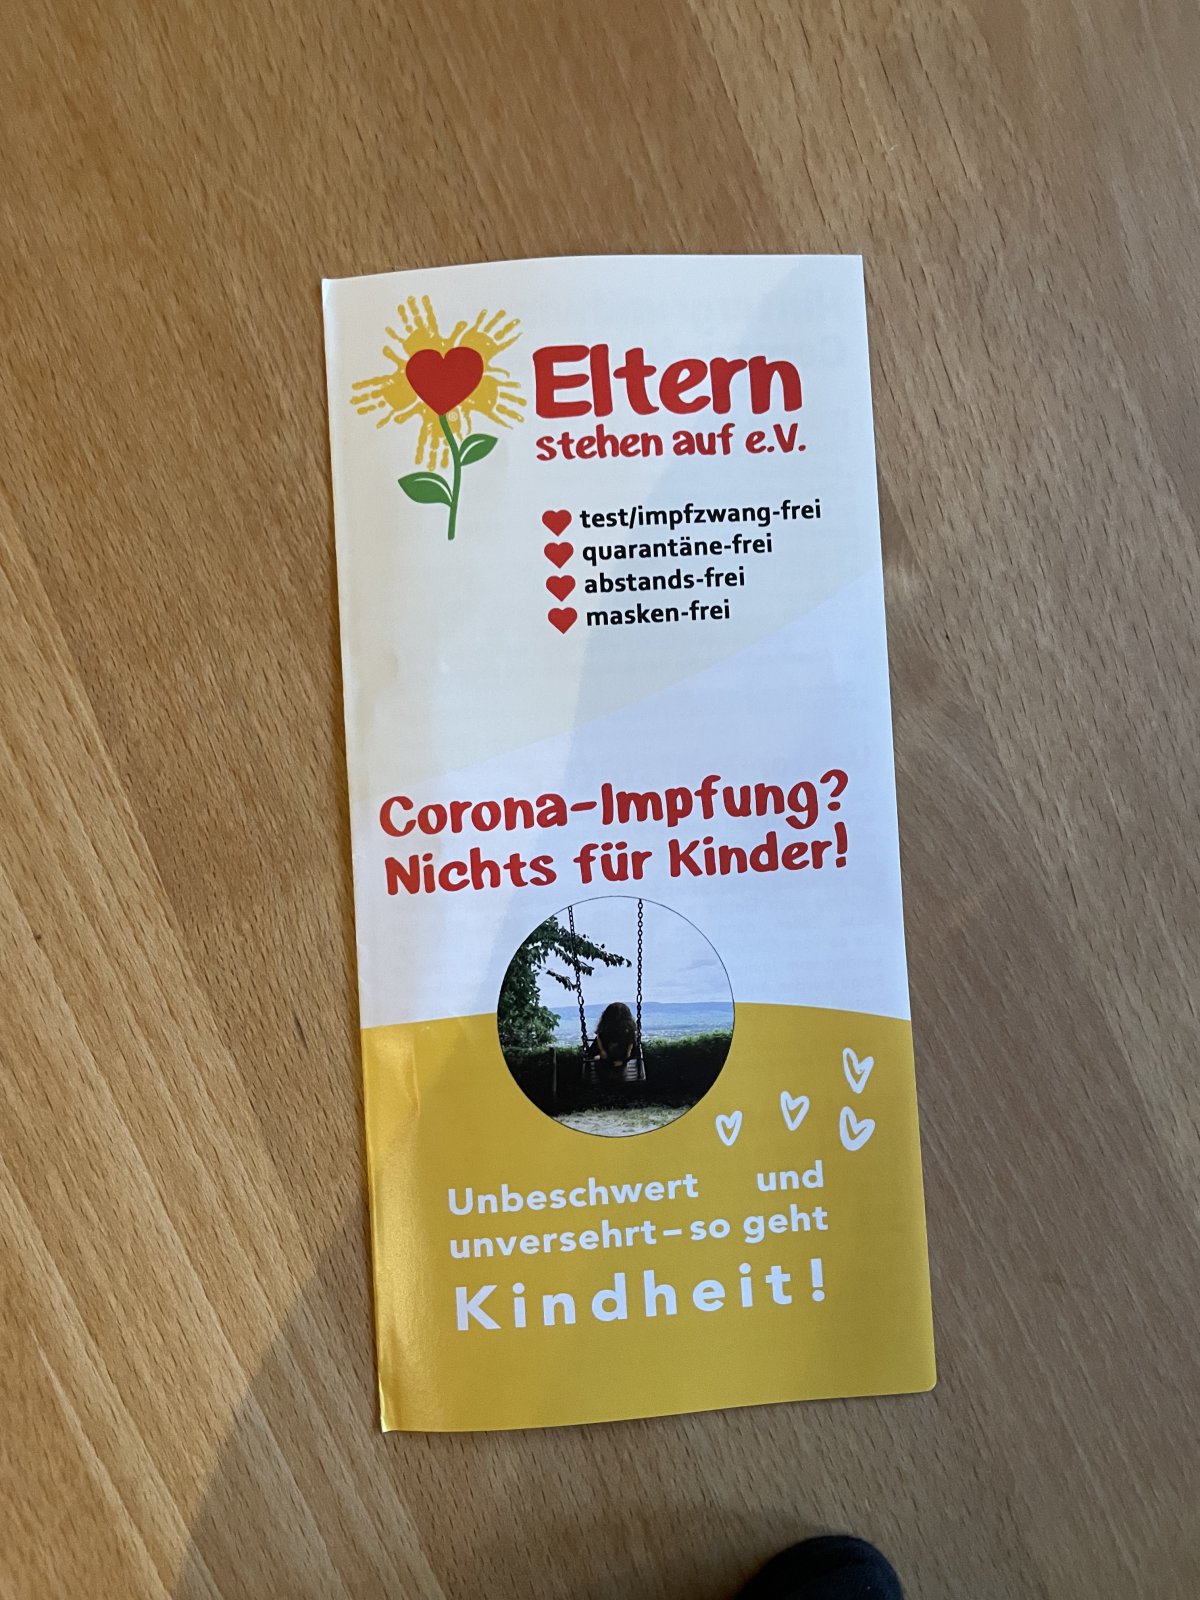 Eltern
stehen auf e.V.
test/impfzwang-frei
quarantäne-frei
abstands-frei
masken-frei
Corona-Impfung?
Nichts für Kinder!
Unbeschwert und
unversehrt – so geht
Kindheit!